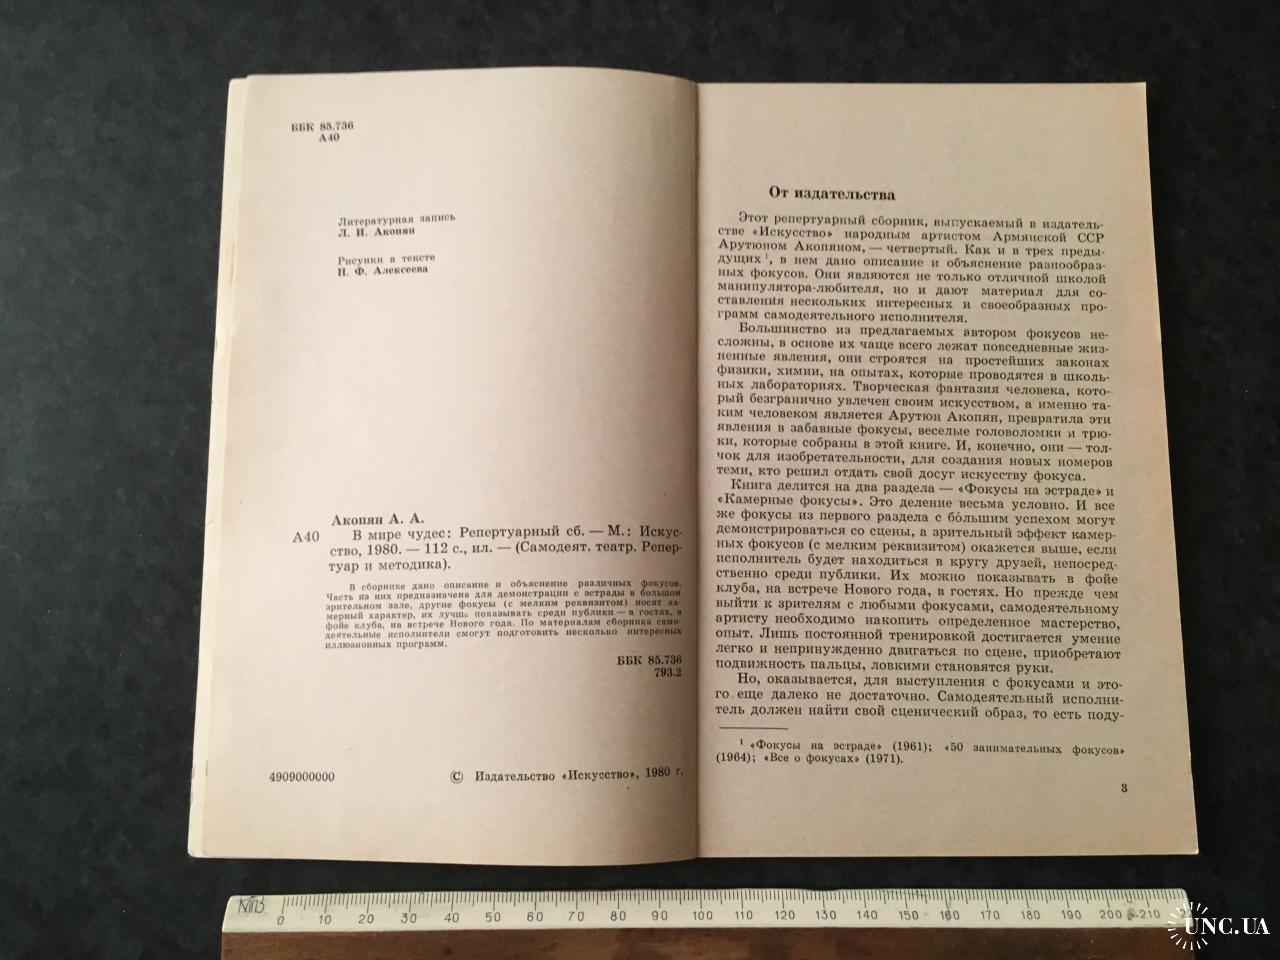 ББК 85.736
А40
Литературная запись
Л. И. Акопян
Рисунки в тексте
Н. Ф. Алексеева
Акопян А. А.
А40 В мире чудес: Репертуарный сб. — М.: Искус-
ство, 1980. — 112 с., ил. — (Самодеят. театр. Репер-
туар и методика).
В сборнике дано описание и объяснение различных фокусов.
Часть из них предназначена для демонстрации с эстрады в большом
зрительном зале, другие фокусы (с мелким реквизитом) носят ка-
мерный характер, их лучше показывать среди публики — в гостях, в
фойе клуба, на встрече Нового года. По материалам сборника само-
деятельные исполнители смогут подготовить несколько интересных
иллюзионных программ.
ББК 85.736
793.2
4909000000
© Издательство «Искусство», 1980 г.
От издательства
Этот репертуарный сборник, выпускаемый в издатель-
стве «Искусство» народным артистом Армянской ССР
Арутюном Акопяном, — четвертый. Как и в трех преды-
дущих ¹, в нем дано описание и объяснение разнообраз-
ных фокусов. Они являются не только отличной школой
манипулятора-любителя, но и дают материал для со-
ставления нескольких интересных и своеобразных про-
грамм самодеятельного исполнителя.
Большинство из предлагаемых автором фокусов не-
сложны, в основе их чаще всего лежат повседневные жиз-
ненные явления, они строятся на простейших законах
физики, химии, на опытах, которые проводятся в школь-
ных лабораториях. Творческая фантазия человека, кото-
рый безгранично увлечен своим искусством, а именно та-
ким человеком является Арутюн Акопян, превратила эти
явления в забавные фокусы, веселые головоломки и трю-
ки, которые собраны в этой книге. И, конечно, они — тол-
чок для изобретательности, для создания новых номеров
теми, кто решил отдать свой досуг искусству фокуса.
Книга делится на два раздела — «Фокусы на эстраде» и
«Камерные фокусы». Это деление весьма условно. И все
же фокусы из первого раздела с бо́льшим успехом могут
демонстрироваться со сцены, а зрительный эффект камер-
ных фокусов (с мелким реквизитом) окажется выше, если
исполнитель будет находиться в кругу друзей, непосред-
ственно среди публики. Их можно показывать в фойе
клуба, на встрече Нового года, в гостях. Но прежде чем
выйти к зрителям с любыми фокусами, самодеятельному
артисту необходимо накопить определенное мастерство,
опыт. Лишь постоянной тренировкой достигается умение
легко и непринужденно двигаться по сцене, приобретают
подвижность пальцы, ловкими становятся руки.
Но, оказывается, для выступления с фокусами и это-
го еще далеко не достаточно. Самодеятельный исполни-
тель должен найти свой сценический образ, то есть поду-
¹ «Фокусы на эстраде» (1961); «50 занимательных фокусов»
(1964); «Все о фокусах» (1971).
3
0 10 20 30 40 50 60 70 80 90 100 110 120 130 140 150 160 170 180 190 200 210
UNC.UA